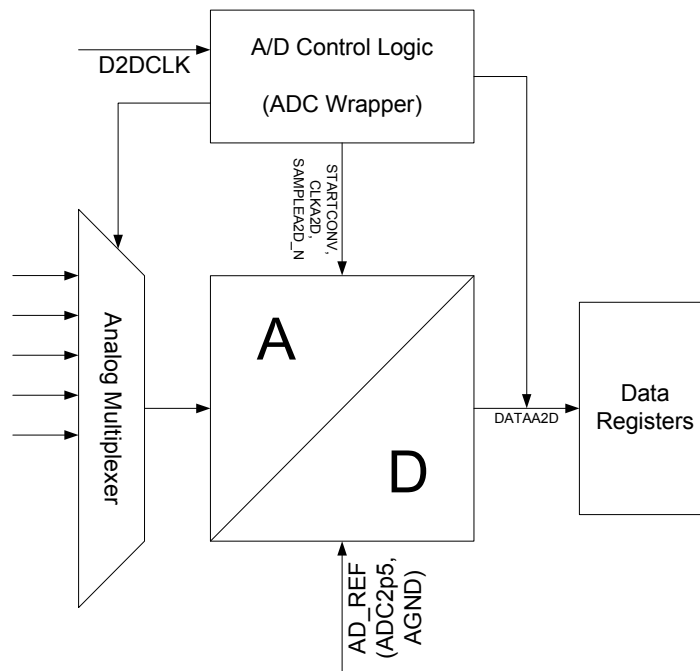 D2DCLK
A/D Control Logic
(ADC Wrapper)
STARTCONV,
CLKA2D,
SAMPLEA2D_N
Analog Multiplexer
A
D
DATAA2D
Data
Registers
AD_REF
(ADC2p5,
AGND)